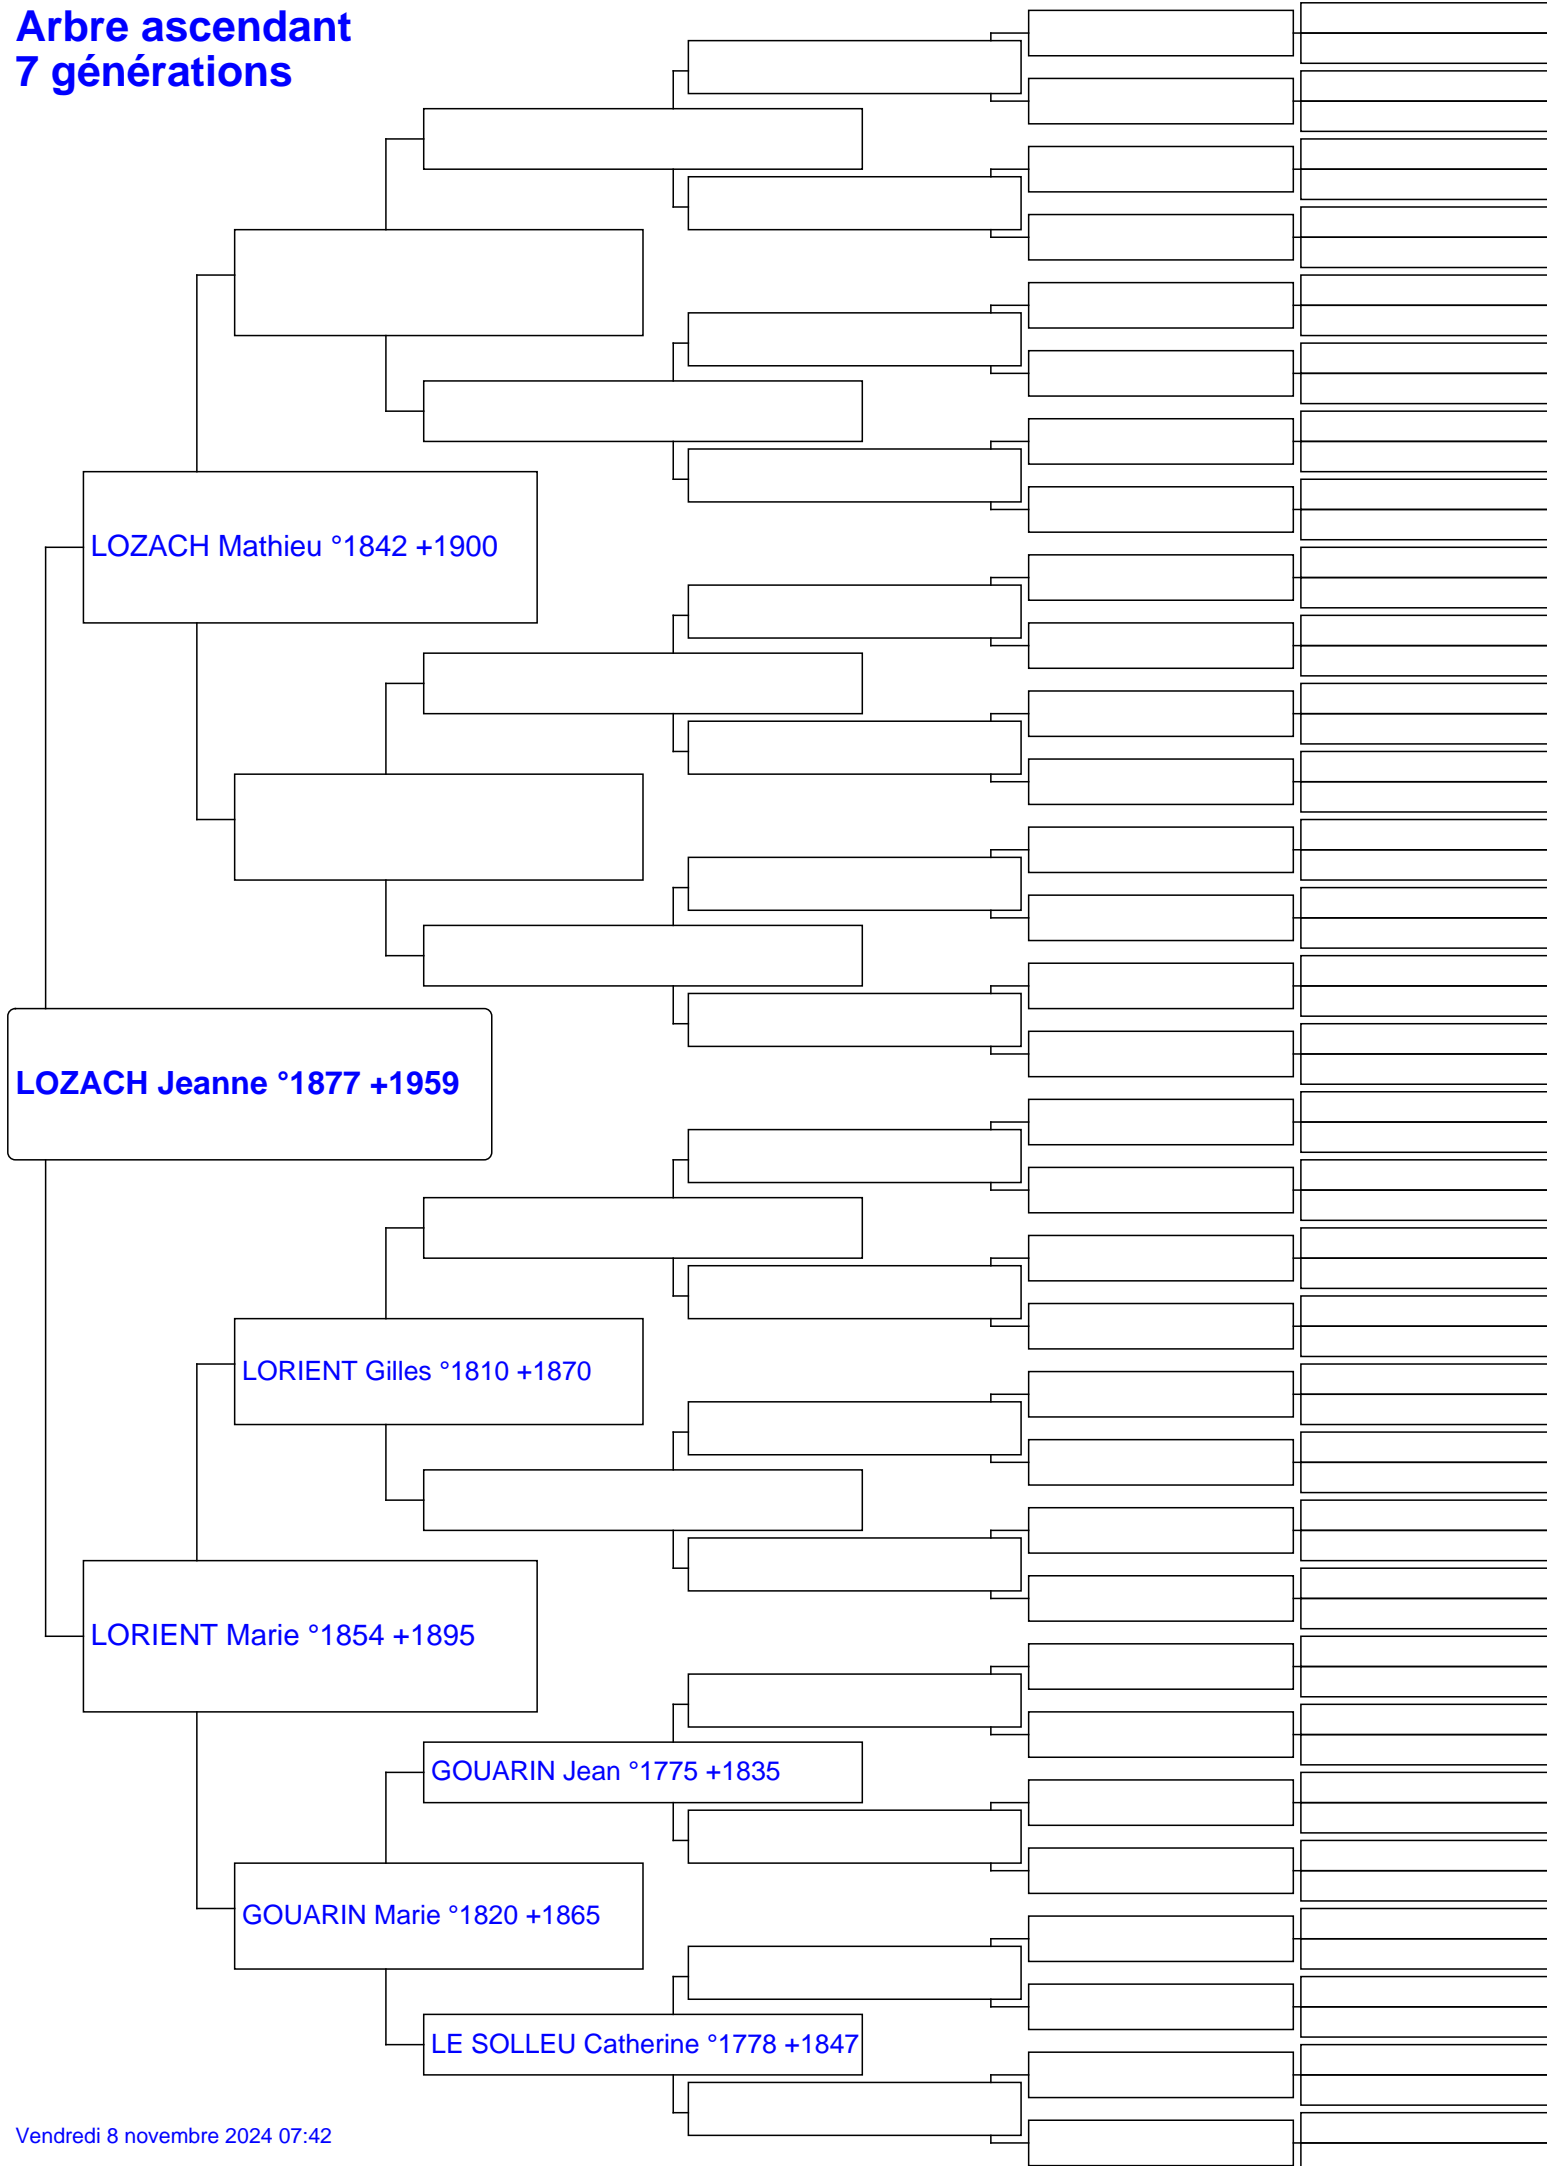 Arbre ascendant
7 générations
LOZACH Mathieu °1842 +1900
LOZACH Jeanne °1877 +1959
LORIENT Gilles °1810 +1870
LORIENT Marie °1854 +1895
GOUARIN Jean °1775 +1835
GOUARIN Marie °1820 +1865
LE SOLLEU Catherine °1778 +1847
Vendredi 8 novembre 2024 07:42